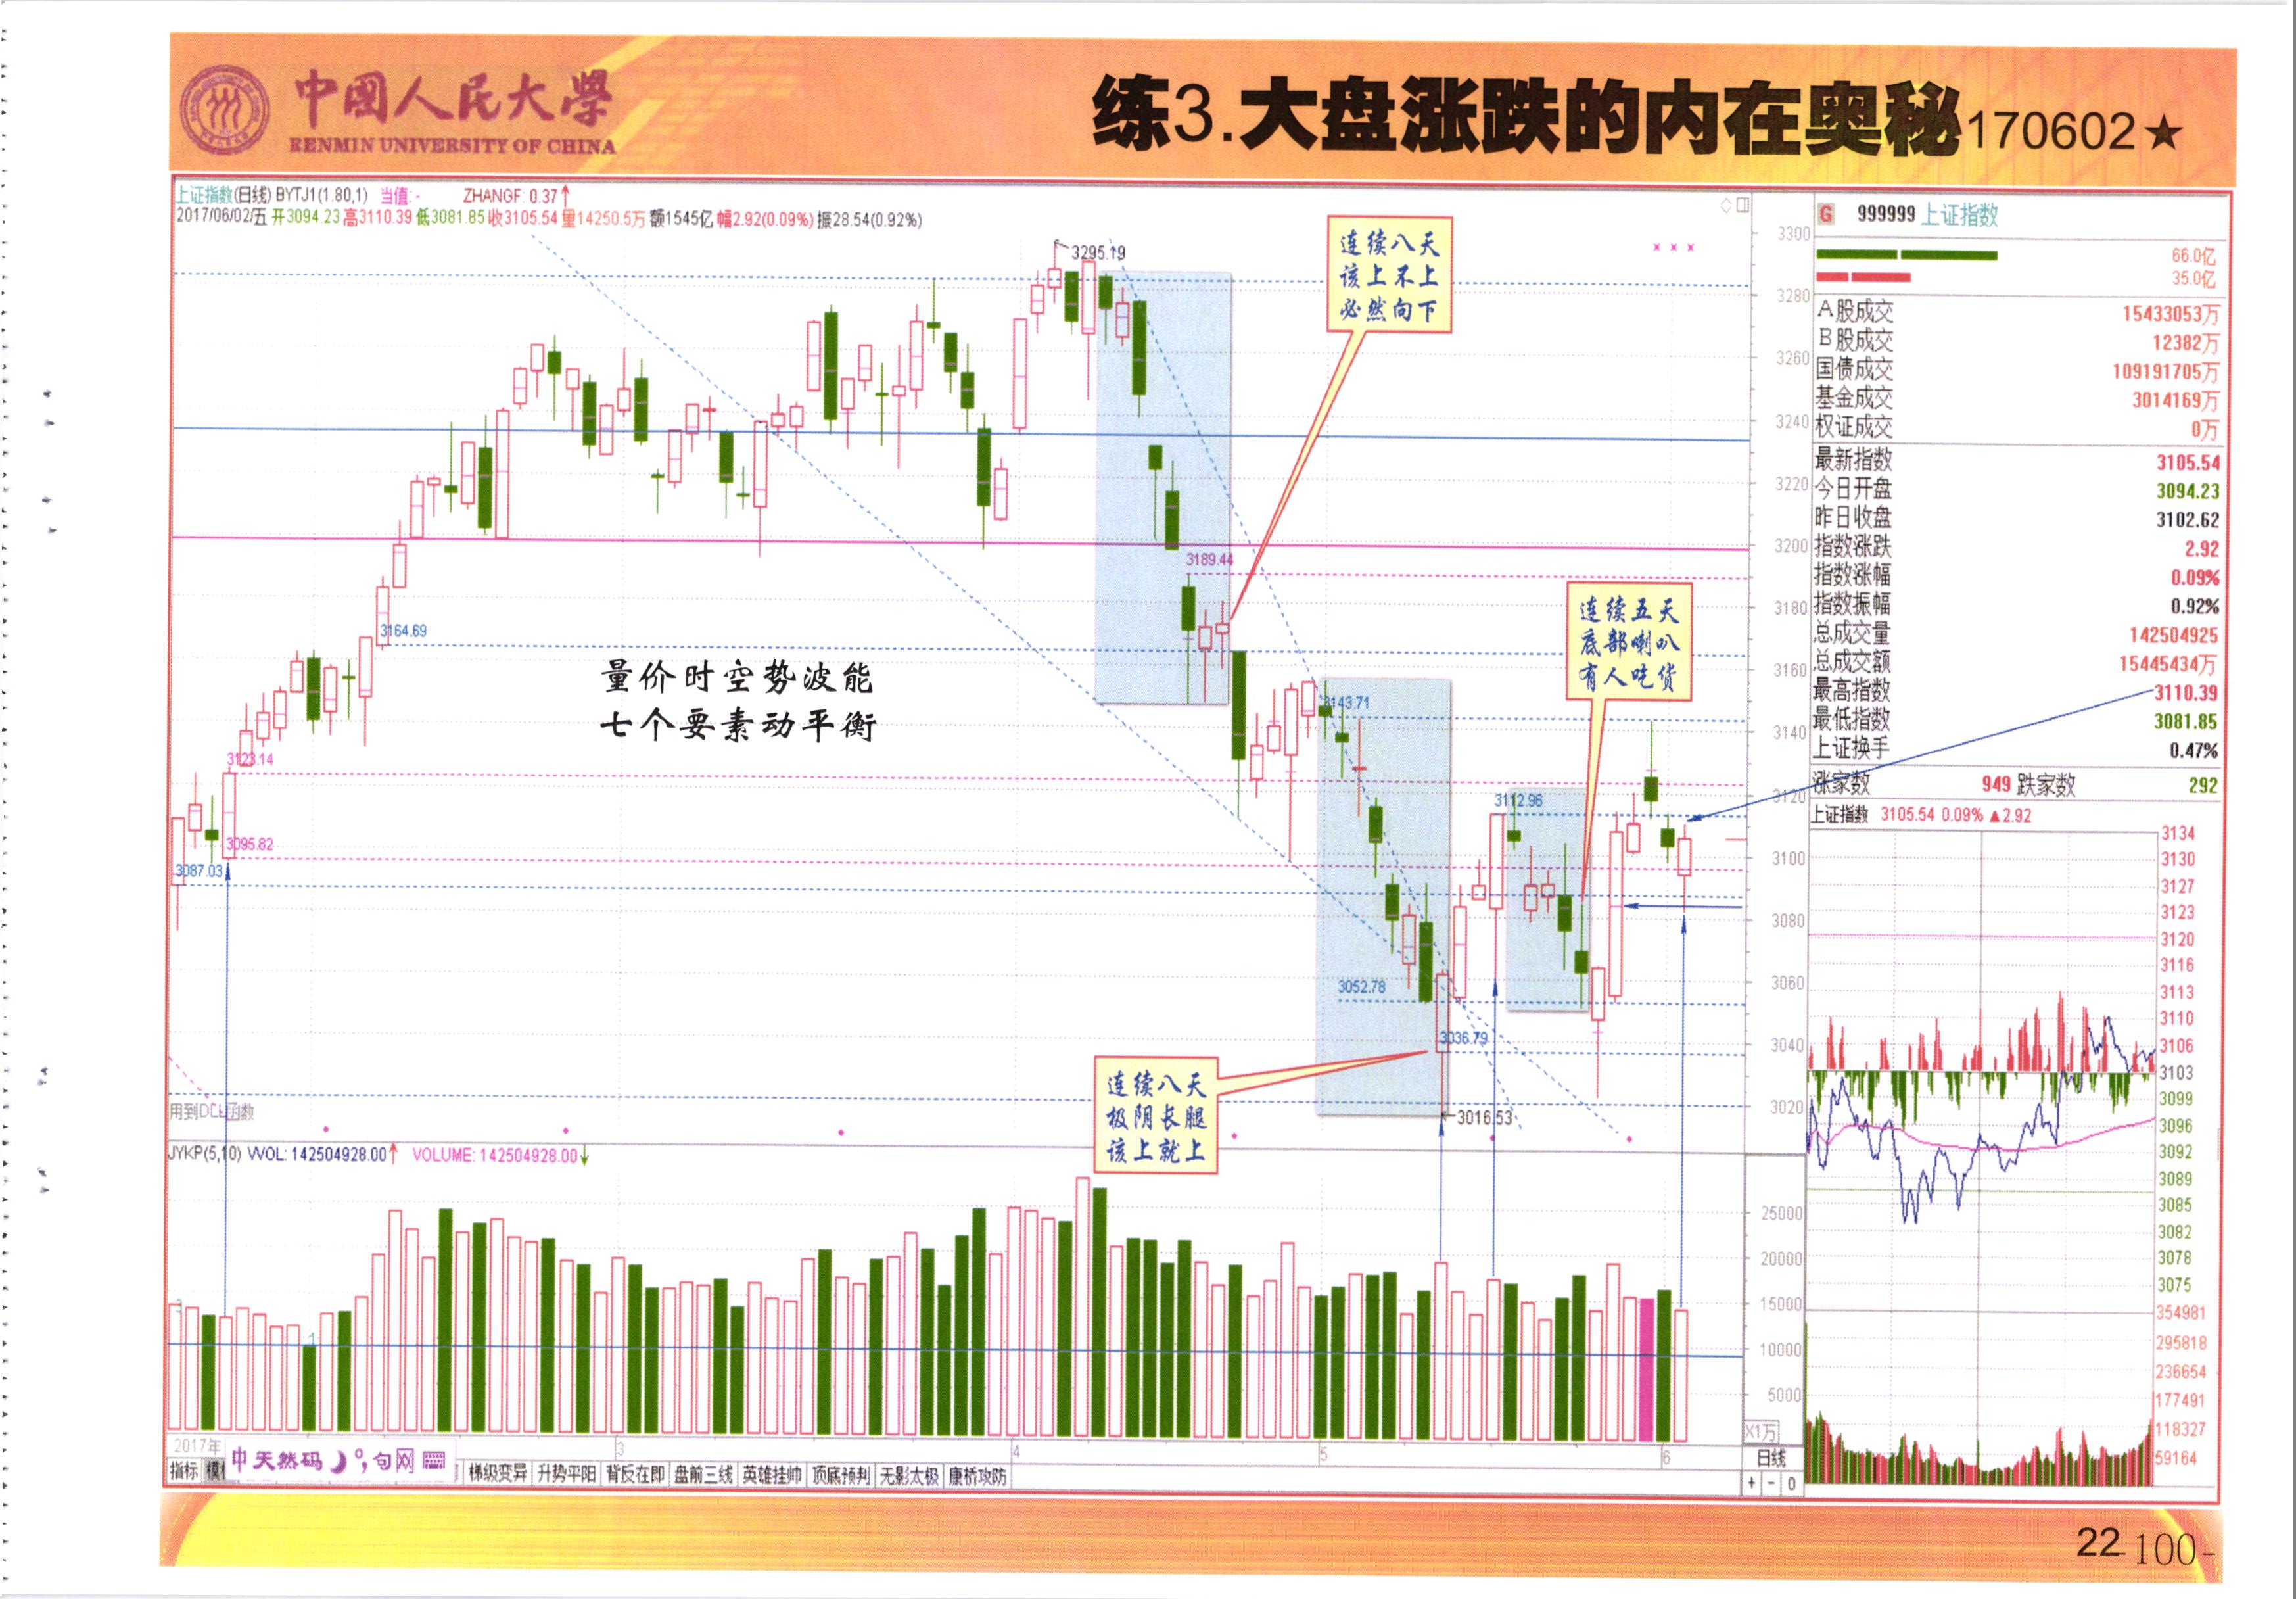 中國人民大學
RENMIN UNIVERSITY OF CHINA
练3.大盘涨跌的内在奥秘170602★
上证指数(日线) BYTJ1(1.80,1) 当值: - ZHANGF: 0.37↑
2017/06/02/五 开3094.23 高3110.39 低3081.85 收3105.54 量14250.5万 额1545亿 幅2.92(0.09%) 振28.54(0.92%)
连续八天
该上不上
必然向下
3295.19
3189.44
3164.69
3143.71
3123.14
3112.96
3095.82
3087.03
3052.78
3036.79
3016.53
量价时空势波能
七个要素动平衡
连续五天
底部喇叭
有人吃货
连续八天
极阴长腿
该上就上
3300
3280
3260
3240
3220
3200
3180
3160
3140
3120
3100
3080
3060
3040
3020
用到DLL函数
JYKP(5,10) VVOL: 142504928.00↑ VOLUME: 142504928.00↓
3
1
25000
20000
15000
10000
5000
X1万
2017年
3
4
5
6
日线
指标
中天然码
句网
梯级变异 升势平阳 背反在即 盘前三线 英雄挂帅 顶底预判 无影太极 康桥攻防
+ - 0
G 999999 上证指数
66.0亿
35.0亿
A股成交 15433053万
B股成交 12382万
国债成交 109191705万
基金成交 3014169万
权证成交 0万
最新指数 3105.54
今日开盘 3094.23
昨日收盘 3102.62
指数涨跌 2.92
指数涨幅 0.09%
指数振幅 0.92%
总成交量 142504925
总成交额 15445434万
最高指数 3110.39
最低指数 3081.85
上证换手 0.47%
涨家数 949 跌家数 292
上证指数 3105.54 0.09% ▲2.92
3134
3130
3127
3123
3120
3116
3113
3110
3106
3103
3099
3096
3092
3089
3085
3082
3078
3075
354981
295818
236654
177491
118327
59164
22-100-